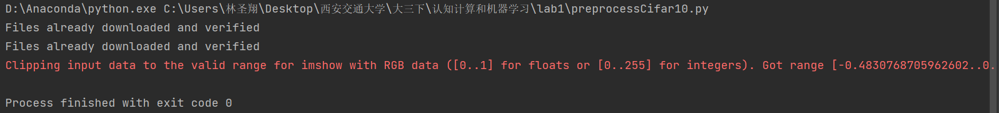 D:\Anaconda\python.exe C:\Users\林圣翔\Desktop\西安交通大学\大三下\认知计算和机器学习\lab1\preprocessCifar10.py
Files already downloaded and verified
Files already downloaded and verified
Clipping input data to the valid range for imshow with RGB data ([0..1] for floats or [0..255] for integers). Got range [-0.4830768705962602..0.
Process finished with exit code 0